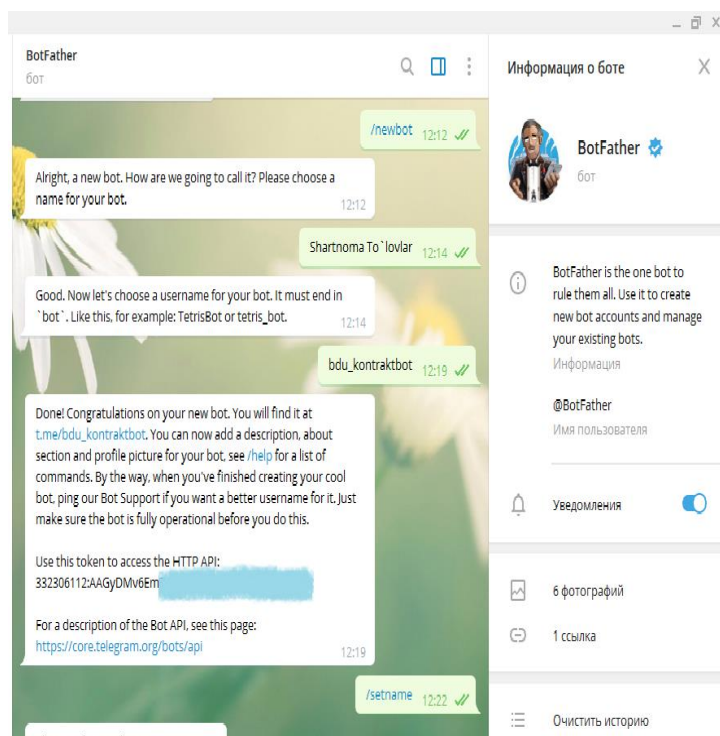 BotFather
бот
/newbot 12:12
Alright, a new bot. How are we going to call it? Please choose a
name for your bot.
12:12
Shartnoma To`lovlar 12:14
Good. Now let's choose a username for your bot. It must end in
`bot`. Like this, for example: TetrisBot or tetris_bot.
12:14
bdu_kontraktbot 12:19
Done! Congratulations on your new bot. You will find it at
t.me/bdu_kontraktbot. You can now add a description, about
section and profile picture for your bot, see /help for a list of
commands. By the way, when you've finished creating your cool
bot, ping our Bot Support if you want a better username for it. Just
make sure the bot is fully operational before you do this.
Use this token to access the HTTP API:
332306112:AAGyDMv6Em
For a description of the Bot API, see this page:
https://core.telegram.org/bots/api
12:19
/setname 12:22
Информация о боте
BotFather
бот
BotFather is the one bot to
rule them all. Use it to create
new bot accounts and manage
your existing bots.
Информация
@BotFather
Имя пользователя
Уведомления
6 фотографий
1 ссылка
Очистить историю